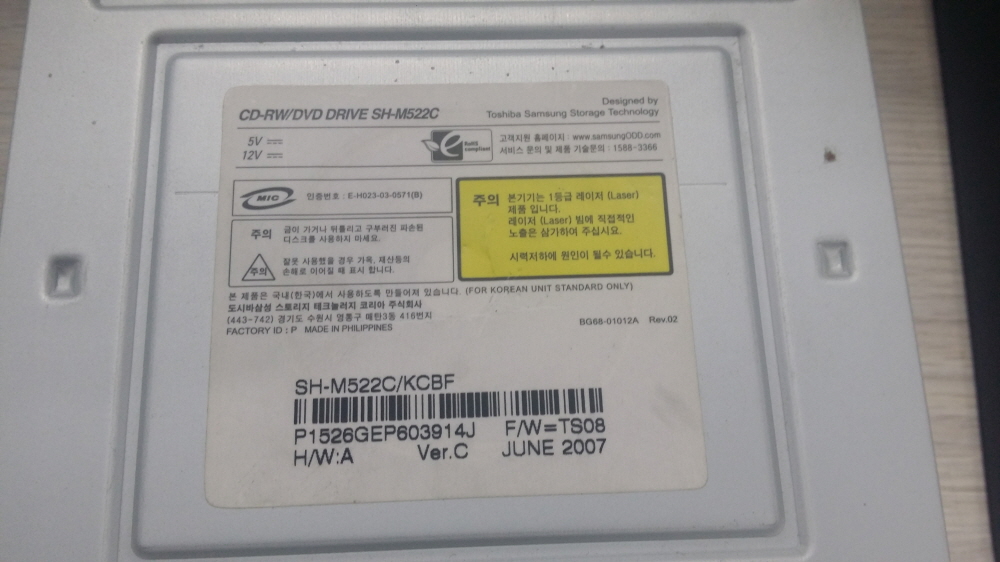 CD-RW/DVD DRIVE SH-M522C
Designed by
Toshiba Samsung Storage Technology
5V
12V
e RoHS compliant
고객지원 홈페이지 : www.samsungODD.com
서비스 문의 및 제품 기술문의 : 1588-3366
MIC 인증번호 : E-H023-03-0571(B)
주의 금이 가거나 뒤틀리고 구부러진 파손된
디스크를 사용하지 마세요.
주의 잘못 사용했을 경우 가옥, 재산등의
손해로 이어질 때 표시 합니다.
주의 본기기는 1등급 레이저 (Laser)
제품 입니다.
레이저 (Laser) 빔에 직접적인
노출은 삼가하여 주십시요.
시력저하에 원인이 될수 있습니다.
본 제품은 국내(한국)에서 사용하도록 만들어져 있습니다. (FOR KOREAN UNIT STANDARD ONLY)
도시바삼성 스토리지 테크놀러지 코리아 주식회사
(443-742) 경기도 수원시 영통구 매탄3동 416번지
FACTORY ID : P MADE IN PHILIPPINES
BG68-01012A Rev.02
SH-M522C/KCBF
P1526GEP603914J F/W=TS08
H/W:A Ver.C JUNE 2007